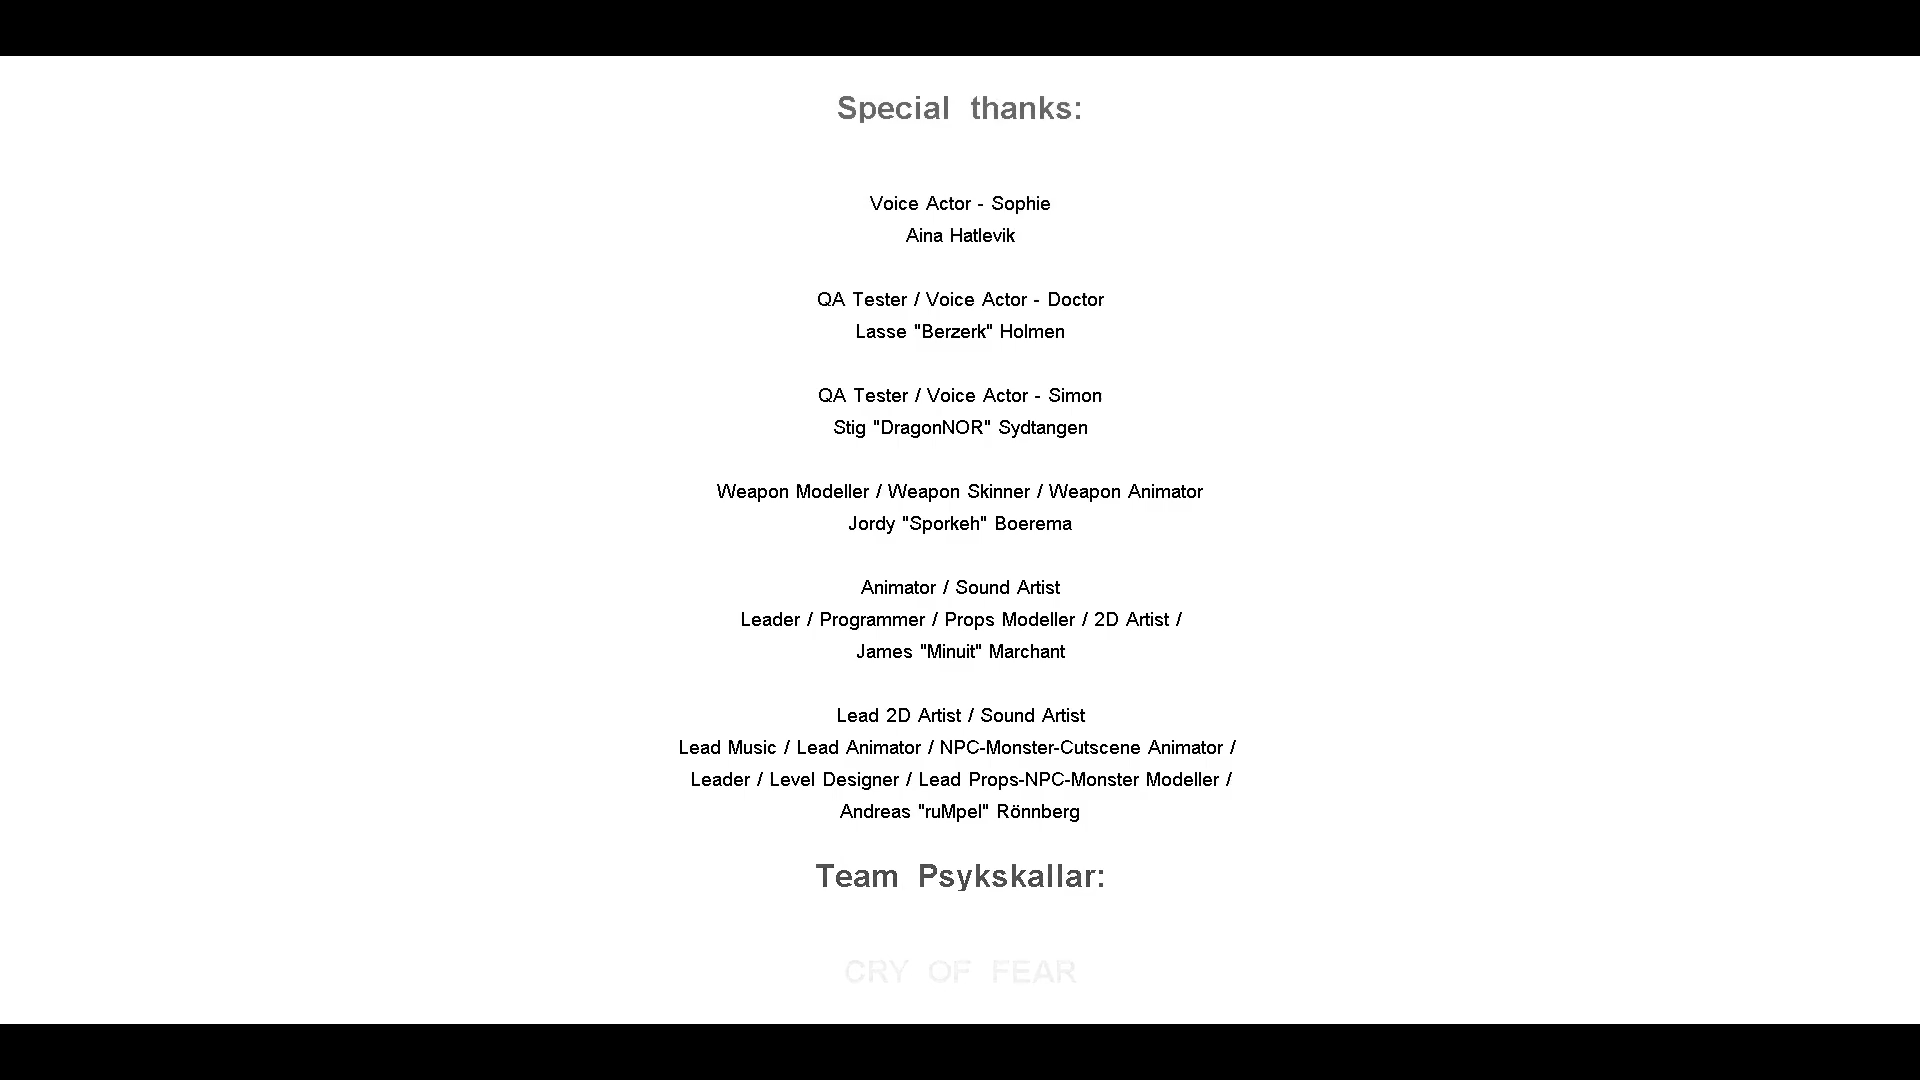 Special thanks:
Voice Actor - Sophie
Aina Hatlevik
QA Tester / Voice Actor - Doctor
Lasse "Berzerk" Holmen
QA Tester / Voice Actor - Simon
Stig "DragonNOR" Sydtangen
Weapon Modeller / Weapon Skinner / Weapon Animator
Jordy "Sporkeh" Boerema
Animator / Sound Artist
Leader / Programmer / Props Modeller / 2D Artist /
James "Minuit" Marchant
Lead 2D Artist / Sound Artist
Lead Music / Lead Animator / NPC-Monster-Cutscene Animator /
Leader / Level Designer / Lead Props-NPC-Monster Modeller /
Andreas "ruMpel" Rönnberg
Team Psykskallar:
CRY OF FEAR